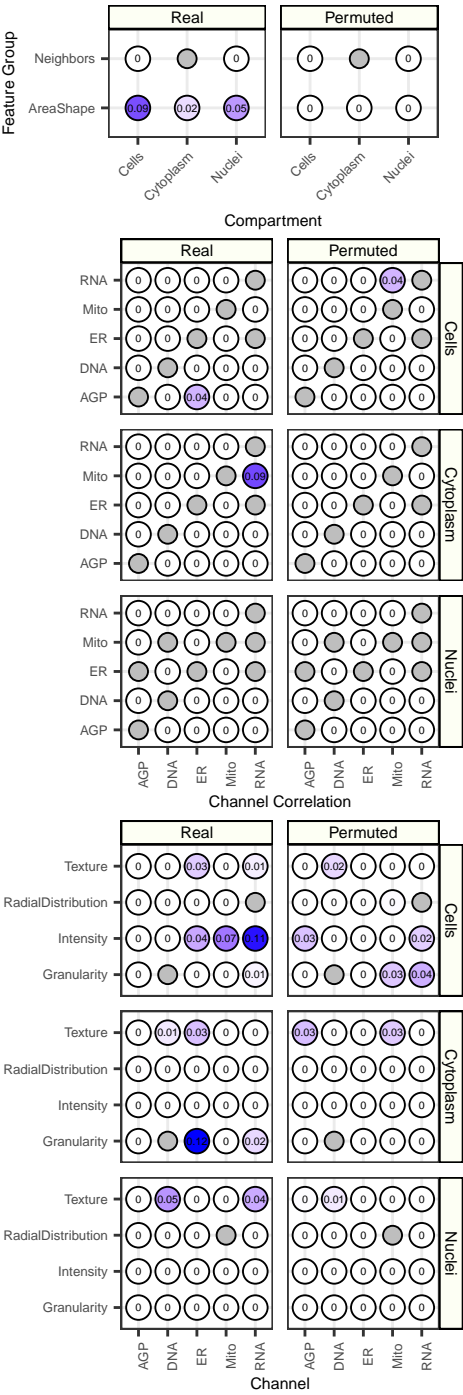 Real Permuted
Feature Group
Neighbors 0 0 0 0
AreaShape 0.09 0.02 0.05 0 0 0
Cells Cytoplasm Nuclei Cells Cytoplasm Nuclei
Compartment
Real Permuted
Cells
RNA 0 0 0 0 0 0 0 0.04
Mito 0 0 0 0 0 0 0 0
ER 0 0 0 0 0 0
DNA 0 0 0 0 0 0 0 0
AGP 0 0.04 0 0 0 0 0 0
Cytoplasm
RNA 0 0 0 0 0 0 0 0
Mito 0 0 0 0.09 0 0 0 0
ER 0 0 0 0 0 0
DNA 0 0 0 0 0 0 0 0
AGP 0 0 0 0 0 0 0 0
Nuclei
RNA 0 0 0 0 0 0 0 0
Mito 0 0 0 0
ER 0 0 0 0
DNA 0 0 0 0 0 0 0 0
AGP 0 0 0 0 0 0 0 0
AGP DNA ER Mito RNA AGP DNA ER Mito RNA
Channel Correlation
Real Permuted
Cells
Texture 0 0 0.03 0 0.01 0 0.02 0 0 0
RadialDistribution 0 0 0 0 0 0 0 0
Intensity 0 0 0.04 0.07 0.11 0.03 0 0 0 0.02
Granularity 0 0 0 0.01 0 0 0.03 0.04
Cytoplasm
Texture 0 0.01 0.03 0 0 0.03 0 0 0.03 0
RadialDistribution 0 0 0 0 0 0 0 0 0 0
Intensity 0 0 0 0 0 0 0 0 0 0
Granularity 0 0.12 0 0.02 0 0 0 0
Nuclei
Texture 0 0.05 0 0 0.04 0 0.01 0 0 0
RadialDistribution 0 0 0 0 0 0 0 0
Intensity 0 0 0 0 0 0 0 0 0 0
Granularity 0 0 0 0 0 0 0 0 0 0
AGP DNA ER Mito RNA AGP DNA ER Mito RNA
Channel